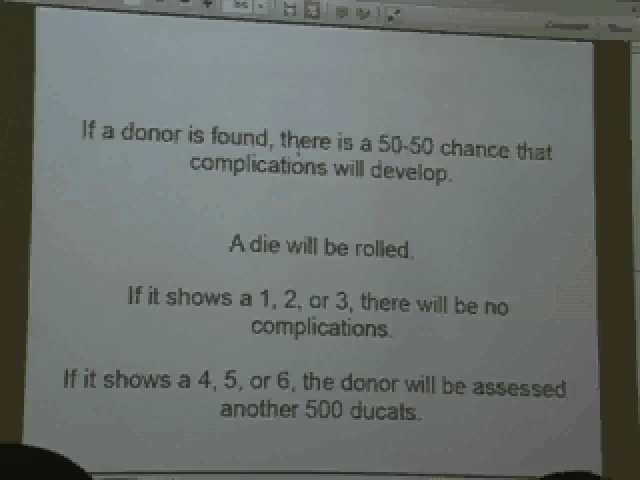 If a donor is found, there is a 50-50 chance that
complications will develop.
A die will be rolled.
If it shows a 1, 2, or 3, there will be no
complications.
If it shows a 4, 5, or 6, the donor will be assessed
another 500 ducats.